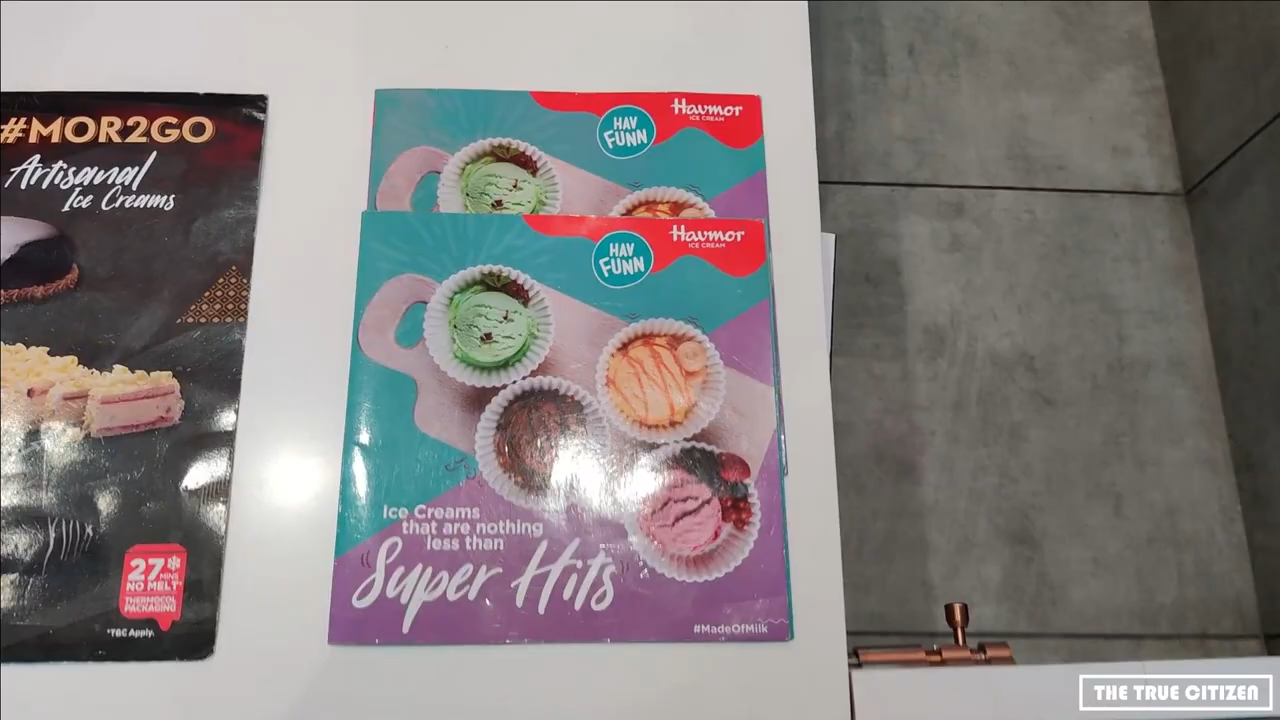 #MOR2GO
Artisanal
Ice Creams
27*
MINS
NO MELT*
THERMOCOL
PACKAGING
*T&C Apply.
HAV
FUNN
Havmor
ICE CREAM
HAV
FUNN
Havmor
ICE CREAM
Ice Creams
that are nothing
less than
"Super Hits"
#MadeOfMilk
THE TRUE CITIZEN